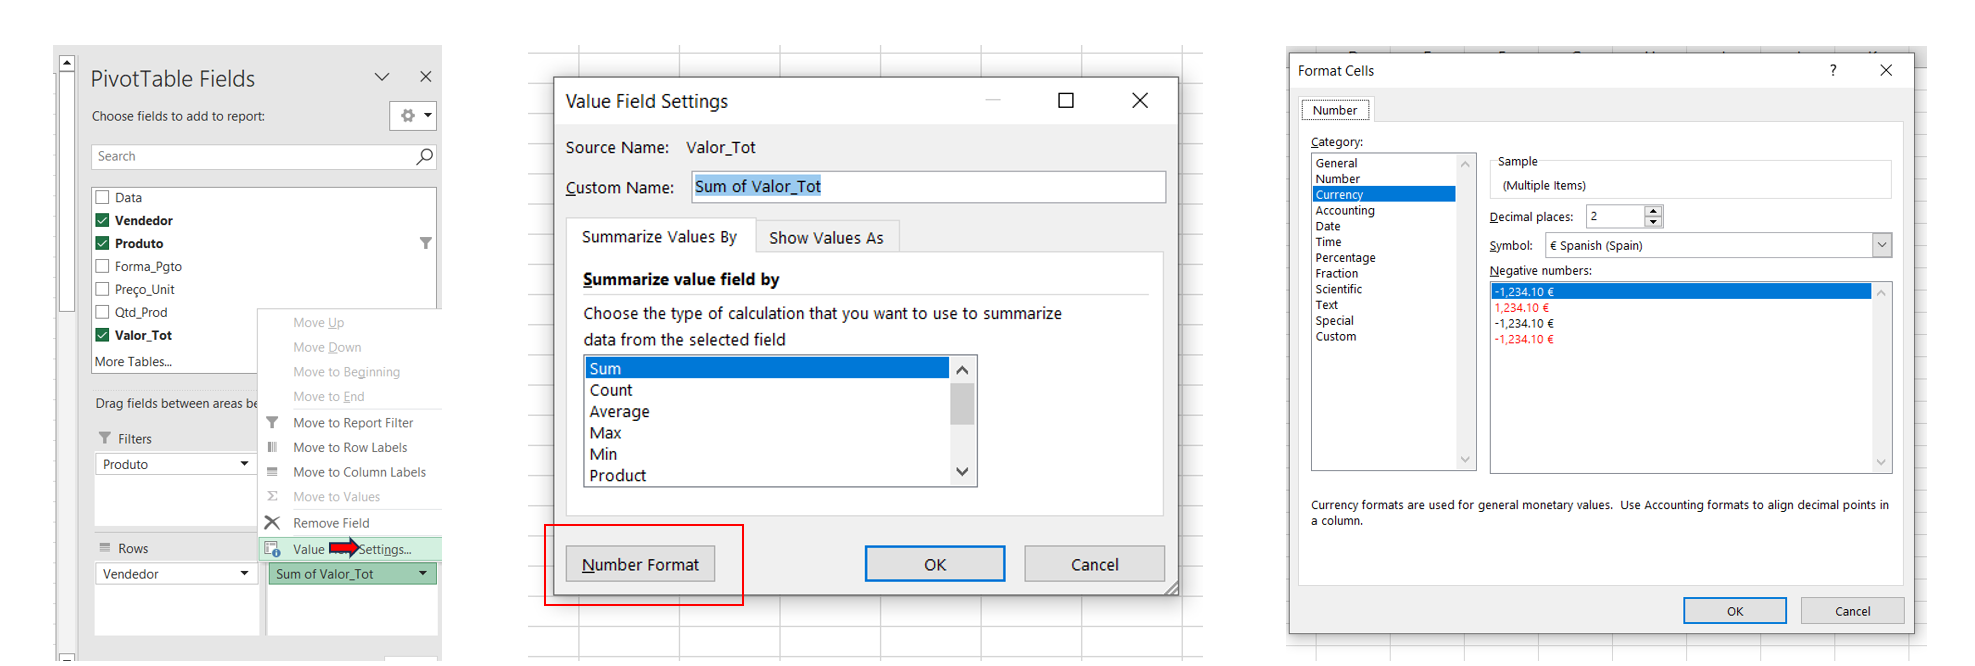 PivotTable Fields
Choose fields to add to report:
Search
Data
Vendedor
Produto
Forma_Pgto
Preço_Unit
Qtd_Prod
Valor_Tot
More Tables...
Move Up
Move Down
Move to Beginning
Move to End
Drag fields between areas be
Move to Report Filter
Filters
Move to Row Labels
Produto
Move to Column Labels
Move to Values
Remove Field
Rows
Value Settings...
Vendedor
Sum of Valor_Tot
Value Field Settings
Source Name: Valor_Tot
Custom Name: Sum of Valor_Tot
Summarize Values By
Show Values As
Summarize value field by
Choose the type of calculation that you want to use to summarize
data from the selected field
Sum
Count
Average
Max
Min
Product
Number Format
OK
Cancel
Format Cells
?
Number
Category:
General
Number
Currency
Accounting
Date
Time
Percentage
Fraction
Scientific
Text
Special
Custom
Sample
(Multiple Items)
Decimal places: 2
Symbol: € Spanish (Spain)
Negative numbers:
-1,234.10 €
1,234.10 €
-1,234.10 €
-1,234.10 €
Currency formats are used for general monetary values. Use Accounting formats to align decimal points in
a column.
OK
Cancel